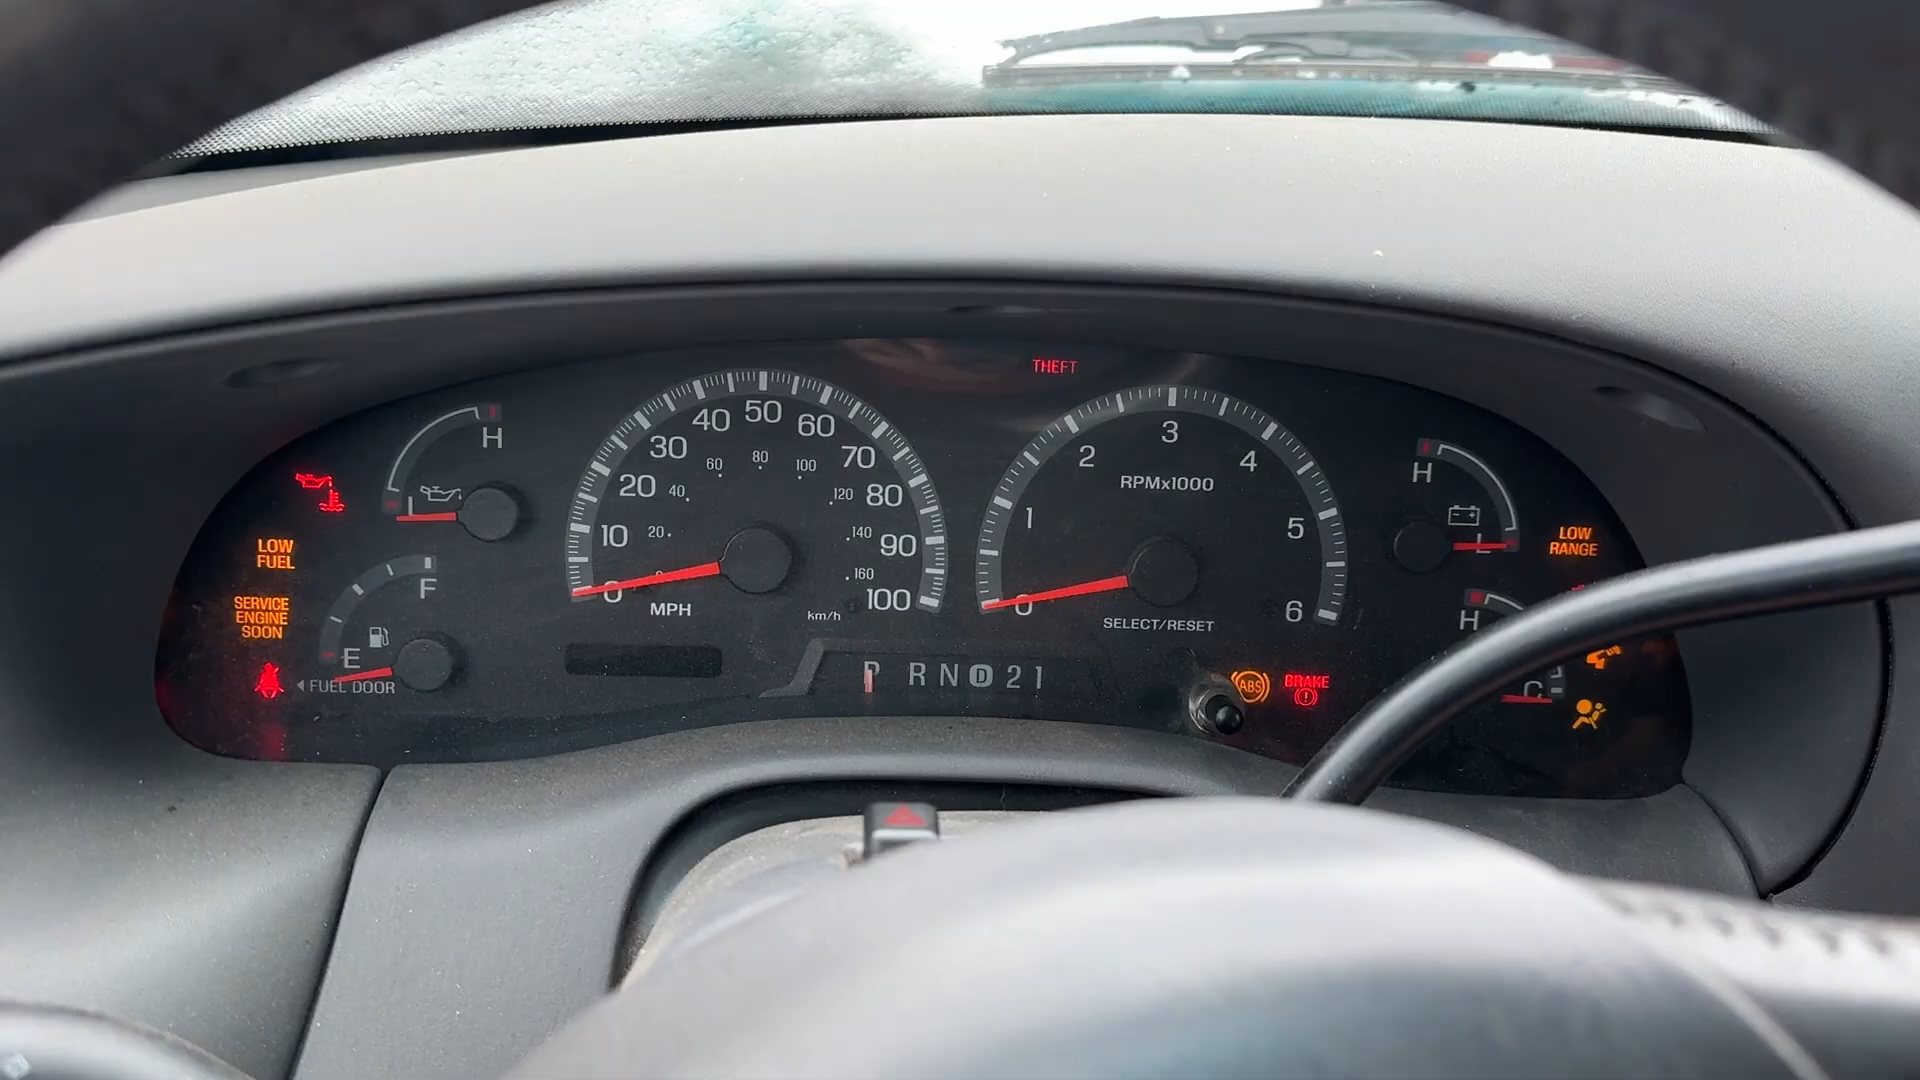 THEFT
H
L
LOW
FUEL
SERVICE
ENGINE
SOON
F
E
FUEL DOOR
0
10
20
30
40
50
60
70
80
90
100
20
40
60
80
100
120
140
160
MPH
km/h
0
1
2
3
4
5
6
RPMx1000
SELECT/RESET
P R N D 2 1
ABS
BRAKE
H
L
LOW
RANGE
H
C